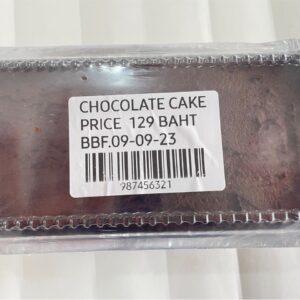 CHOCOLATE CAKE
PRICE 129 BAHT
BBF.09-09-23
987456321